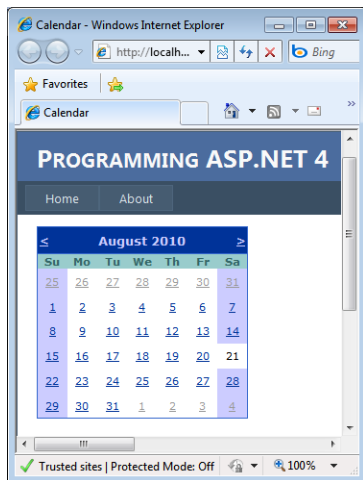 Calendar - Windows Internet Explorer
http://localh... Bing
Favorites
Calendar
PROGRAMMING ASP.NET 4
Home About
< August 2010 >
Su Mo Tu We Th Fr Sa
25 26 27 28 29 30 31
1 2 3 4 5 6 7
8 9 10 11 12 13 14
15 16 17 18 19 20 21
22 23 24 25 26 27 28
29 30 31 1 2 3 4
Trusted sites | Protected Mode: Off 100%